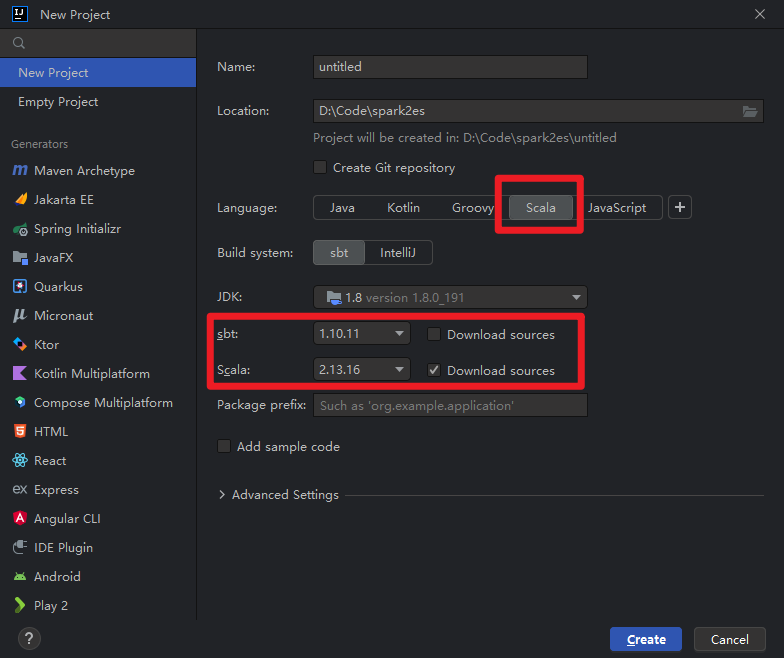 New Project
New Project
Empty Project
Generators
Maven Archetype
Jakarta EE
Spring Initializr
JavaFX
Quarkus
Micronaut
Ktor
Kotlin Multiplatform
Compose Multiplatform
HTML
React
Express
Angular CLI
IDE Plugin
Android
Play 2
Name: untitled
Location: D:\Code\spark2es
Project will be created in: D:\Code\spark2es\untitled
Create Git repository
Language: Java Kotlin Groovy Scala JavaScript +
Build system: sbt IntelliJ
JDK: 1.8 version 1.8.0_191
sbt: 1.10.11 Download sources
Scala: 2.13.16 Download sources
Package prefix: Such as 'org.example.application'
Add sample code
Advanced Settings
? Create Cancel